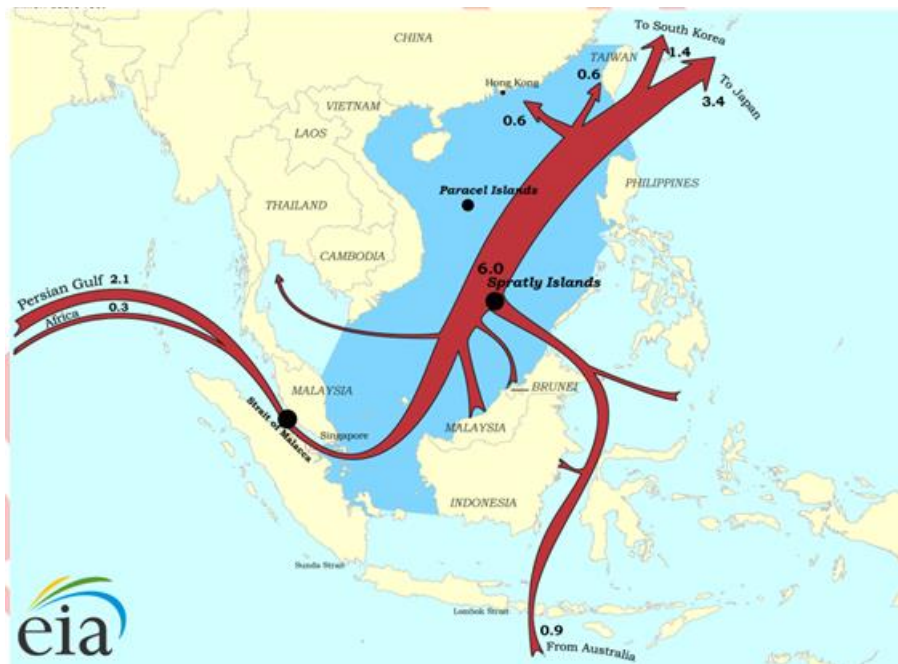 To South Korea
1.4
CHINA
TAIWAN
0.6
Hong Kong
To Japan
3.4
VIETNAM
0.6
LAOS
Paracel Islands
PHILIPPINES
THAILAND
CAMBODIA
6.0
Spratly Islands
Persian Gulf 2.1
Africa
0.3
MALAYSIA
BRUNEI
Strait of Malacca
Singapore
MALAYSIA
INDONESIA
Sunda Strait
Lombok Strait
eia
0.9
From Australia